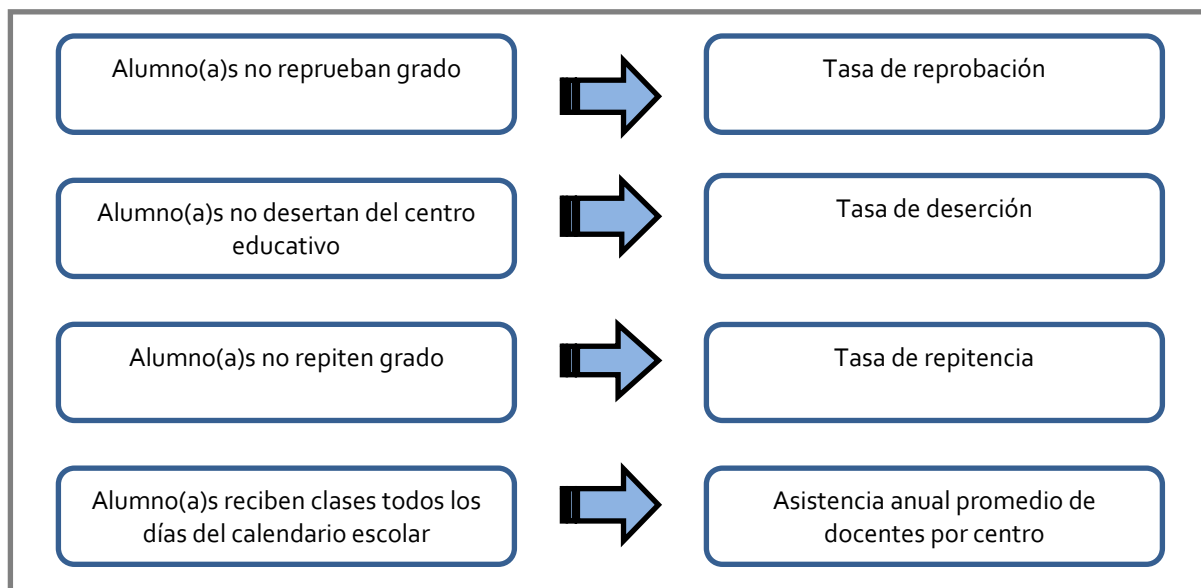 Alumno(a)s no reprueban grado
Tasa de reprobación
Alumno(a)s no desertan del centro
educativo
Tasa de deserción
Alumno(a)s no repiten grado
Tasa de repitencia
Alumno(a)s reciben clases todos los
días del calendario escolar
Asistencia anual promedio de
docentes por centro